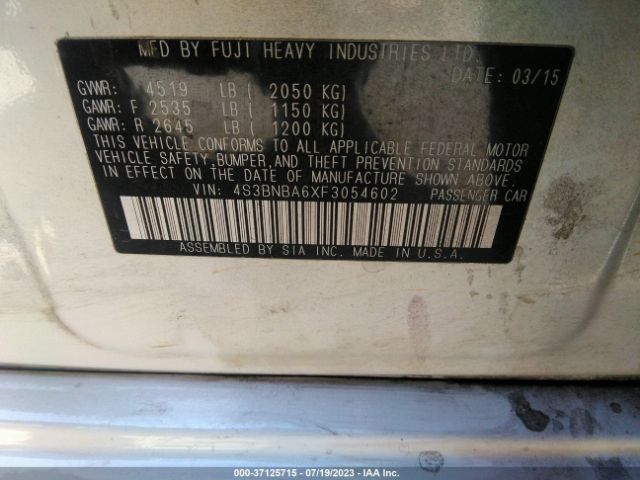 MFD BY FUJI HEAVY INDUSTRIES LTD.
DATE: 03/15
GVWR: 4519 LB ( 2050 KG)
GAWR: F 2535 LB ( 1150 KG)
GAWR: R 2645 LB ( 1200 KG)
THIS VEHICLE CONFORMS TO ALL APPLICABLE FEDERAL MOTOR
VEHICLE SAFETY, BUMPER, AND THEFT PREVENTION STANDARDS
IN EFFECT ON THE DATE OF MANUFACTURE SHOWN ABOVE.
VIN: 4S3BNBA6XF3054602 PASSENGER CAR
ASSEMBLED BY SIA INC. MADE IN U.S.A.
000-37125715 - 07/19/2023 - IAA Inc.